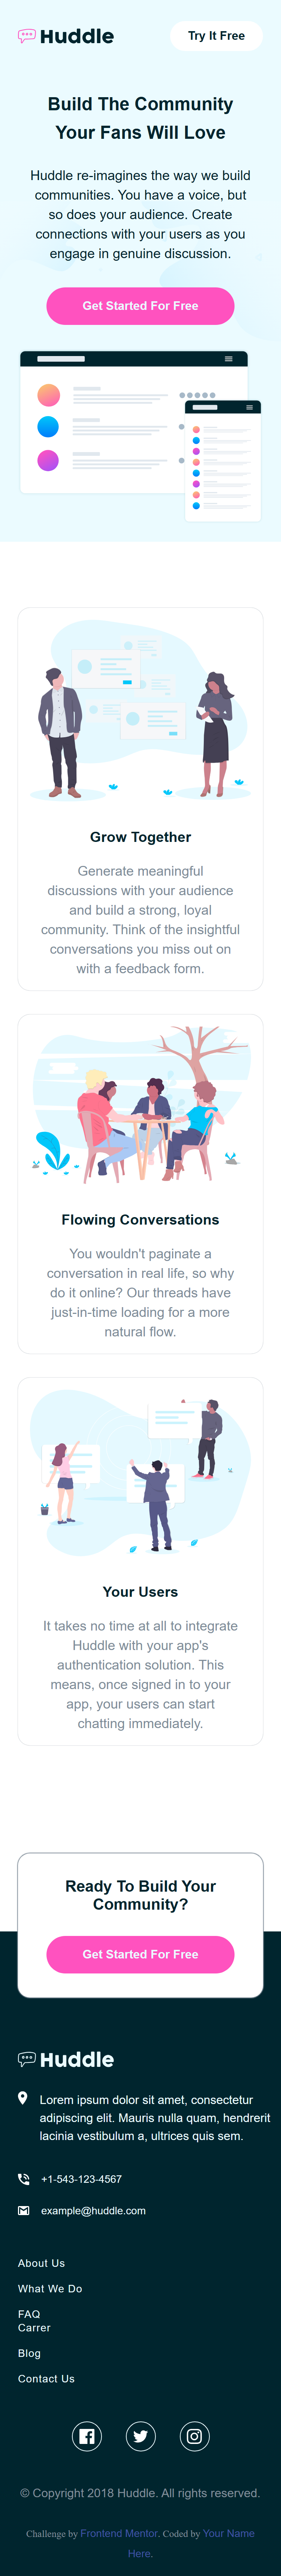 Huddle
Try It Free
Build The Community
Your Fans Will Love
Huddle re-imagines the way we build
communities. You have a voice, but
so does your audience. Create
connections with your users as you
engage in genuine discussion.
Get Started For Free
Grow Together
Generate meaningful
discussions with your audience
and build a strong, loyal
community. Think of the insightful
conversations you miss out on
with a feedback form.
Flowing Conversations
You wouldn't paginate a
conversation in real life, so why
do it online? Our threads have
just-in-time loading for a more
natural flow.
Your Users
It takes no time at all to integrate
Huddle with your app's
authentication solution. This
means, once signed in to your
app, your users can start
chatting immediately.
Ready To Build Your
Community?
Get Started For Free
Huddle
Lorem ipsum dolor sit amet, consectetur
adipiscing elit. Mauris nulla quam, hendrerit
lacinia vestibulum a, ultrices quis sem.
+1-543-123-4567
example@huddle.com
About Us
What We Do
FAQ
Carrer
Blog
Contact Us
© Copyright 2018 Huddle. All rights reserved.
Challenge by Frontend Mentor. Coded by Your Name
Here.